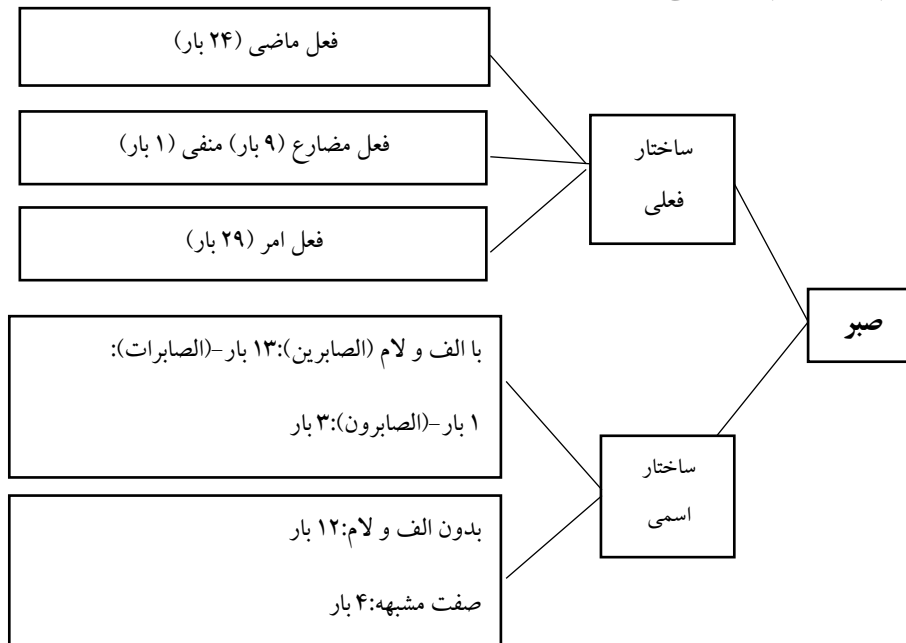 فعل ماضی (۲۴ بار)
فعل مضارع (۹ بار) منفی (۱ بار)
فعل امر (۲۹ بار)
ساختار
فعلی
صبر
با الف و لام (الصابرین):۱۳ بار–(الصابرات):
۱ بار–(الصابرون):۳ بار
ساختار
اسمی
بدون الف و لام:۱۲ بار
صفت مشبهه:۴ بار